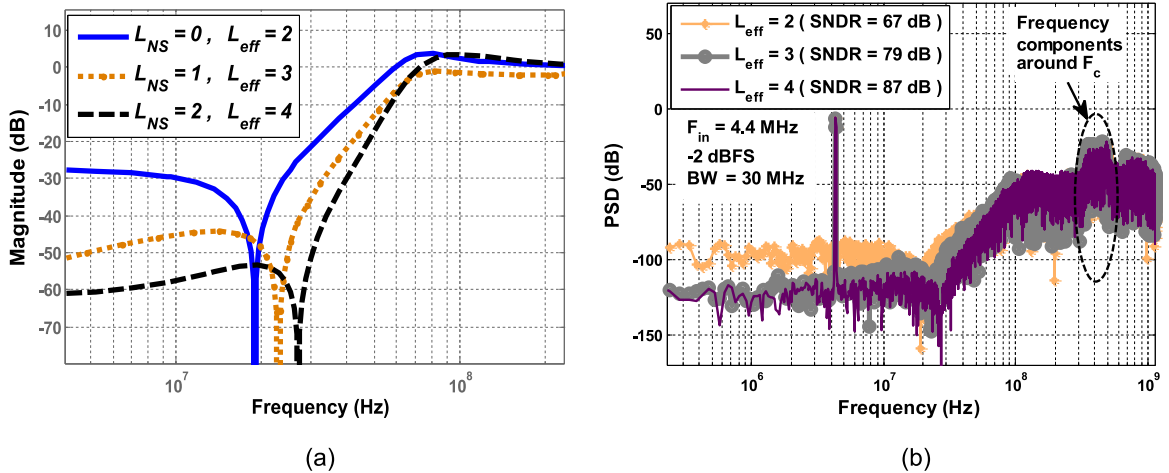 10
0
-10
-20
-30
-40
-50
-60
-70
Magnitude (dB)
L_NS = 0 , L_eff = 2
L_NS = 1 , L_eff = 3
L_NS = 2 , L_eff = 4
10^7
10^8
Frequency (Hz)
(a)
50
0
-50
-100
-150
PSD (dB)
L_eff = 2 ( SNDR = 67 dB )
L_eff = 3 ( SNDR = 79 dB )
L_eff = 4 ( SNDR = 87 dB )
F_in = 4.4 MHz
-2 dBFS
BW = 30 MHz
Frequency
components
around F_c
10^6
10^7
10^8
10^9
Frequency (Hz)
(b)